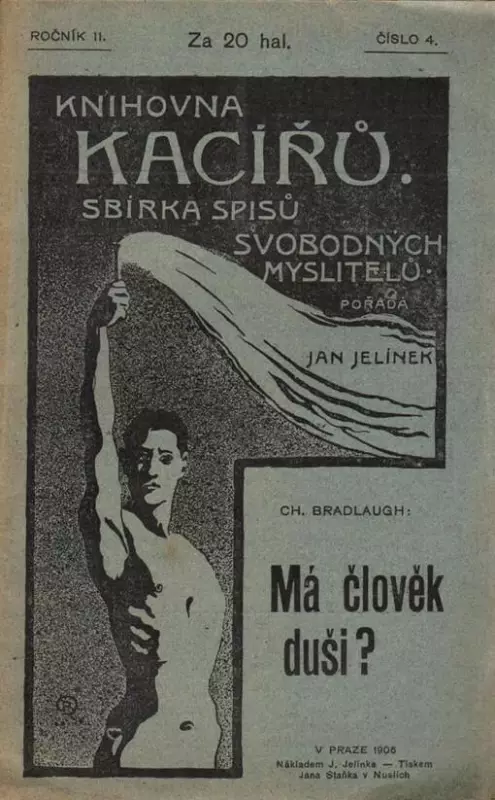 ROČNÍK II.
Za 20 hal.
ČÍSLO 4.
KNIHOVNA
KACÍŘŮ.
SBÍRKA SPISŮ
SVOBODNÝCH
MYSLITELŮ.
POŘÁDÁ
JAN JELÍNEK
CH. BRADLAUGH:
Má člověk
duši?
V PRAZE 1906
Nákladem J. Jelínka — Tiskem
Jana Staňka v Nuslích